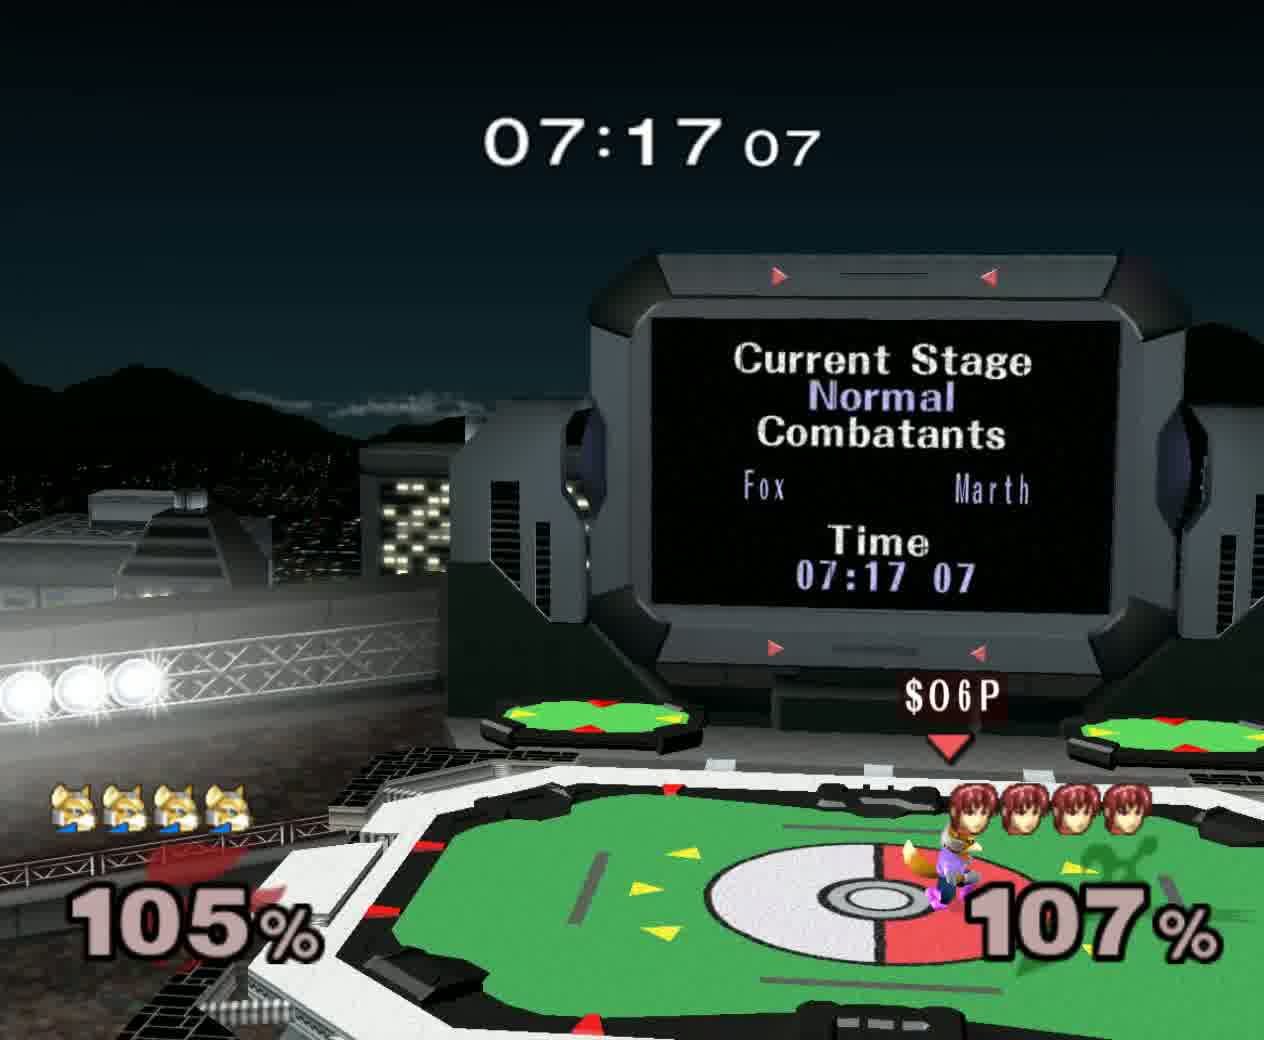 07:17 07
Current Stage
Normal
Combatants
Fox Marth
Time
07:17 07
$06P
105% 107%